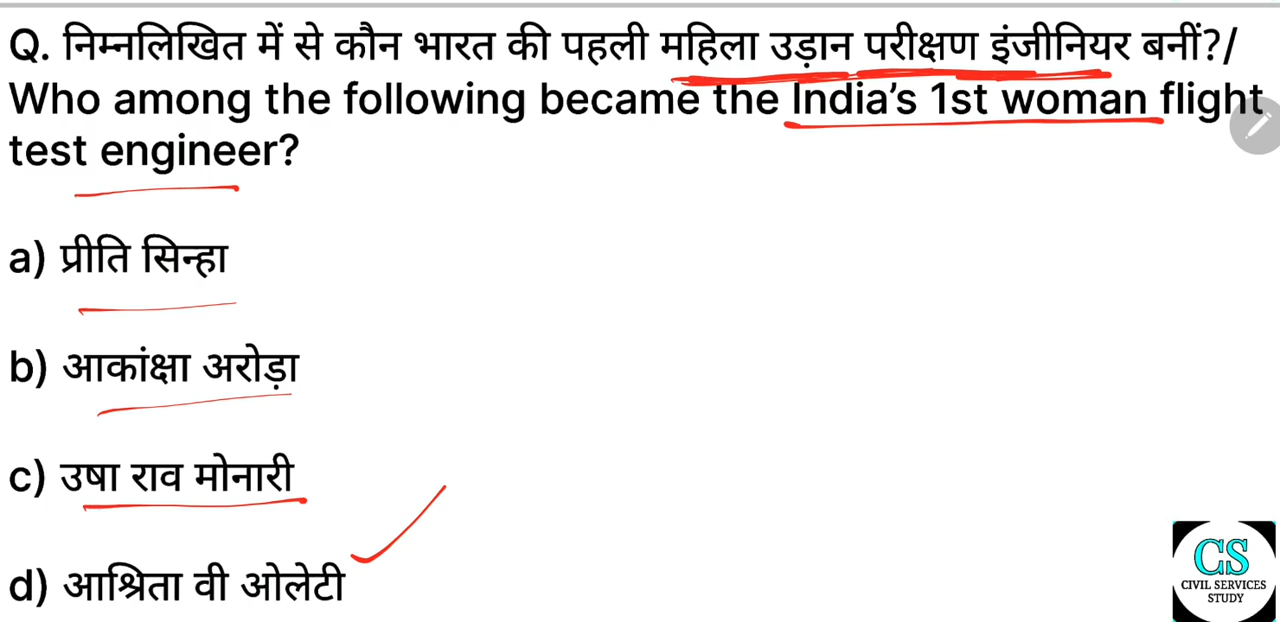 Q. निम्नलिखित में से कौन भारत की पहली महिला उड़ान परीक्षण इंजीनियर बनीं?/
Who among the following became the India's 1st woman flight
test engineer?
a) प्रीति सिन्हा
b) आकांक्षा अरोड़ा
c) उषा राव मोनारी
d) आश्रिता वी ओलेटी
CS
CIVIL SERVICES
STUDY